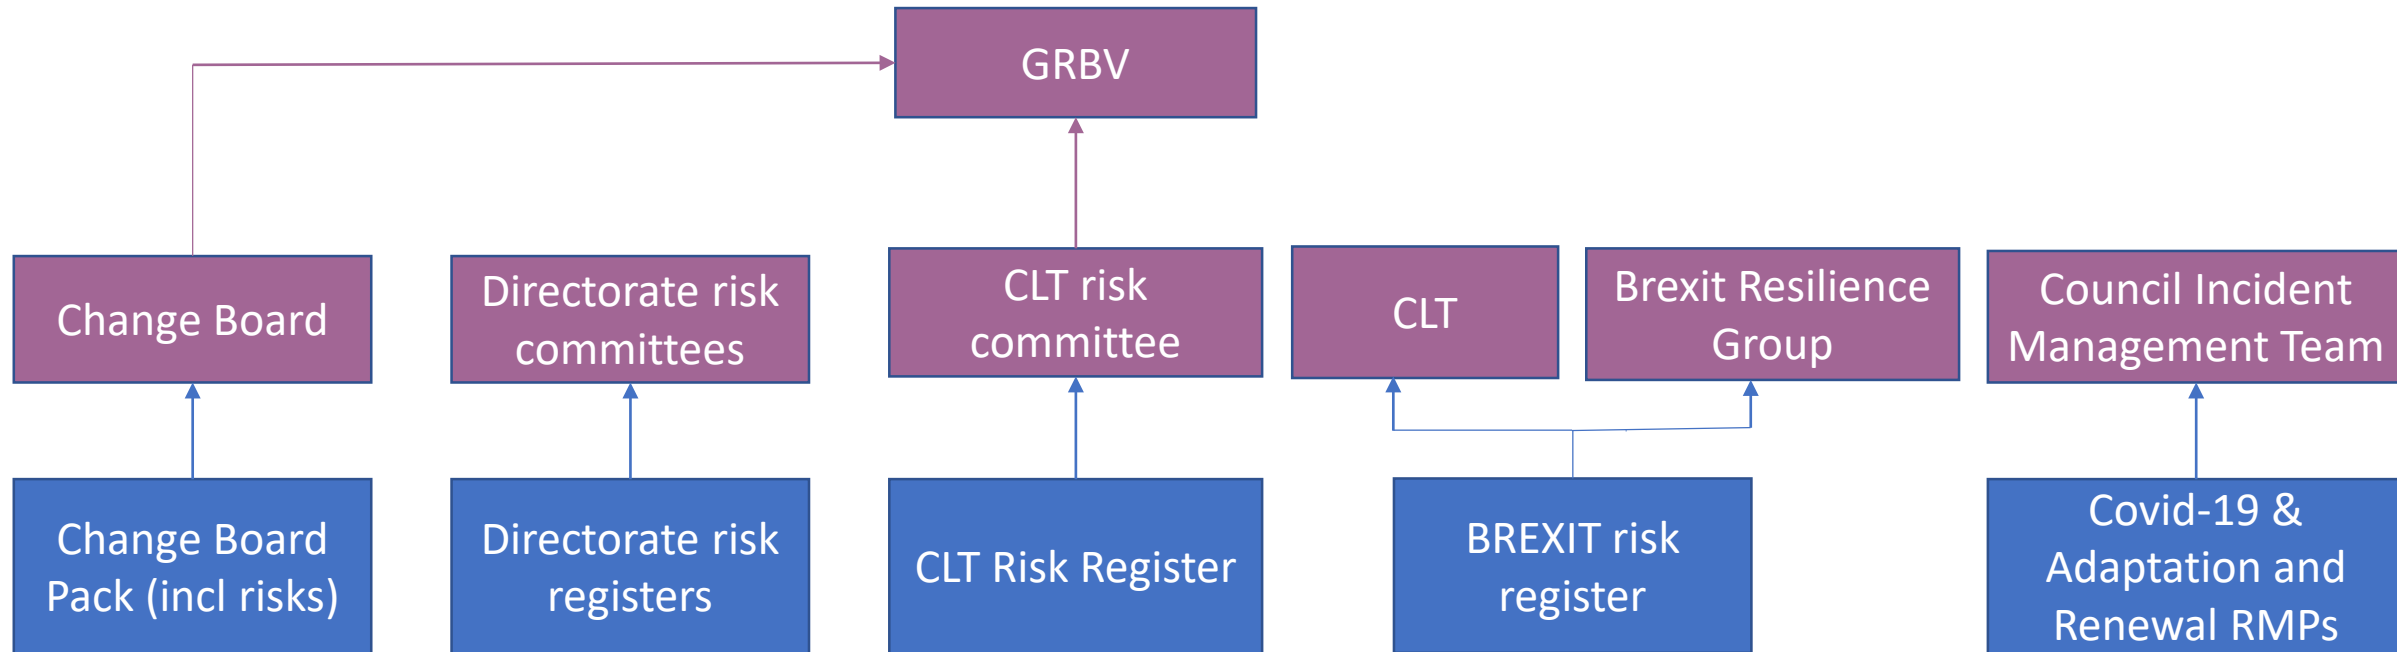 GRBV
Change Board
Directorate risk
committees
CLT risk
committee
CLT
Brexit Resilience
Group
Council Incident
Management Team
Change Board
Pack (incl risks)
Directorate risk
registers
CLT Risk Register
BREXIT risk
register
Covid-19 &
Adaptation and
Renewal RMPs